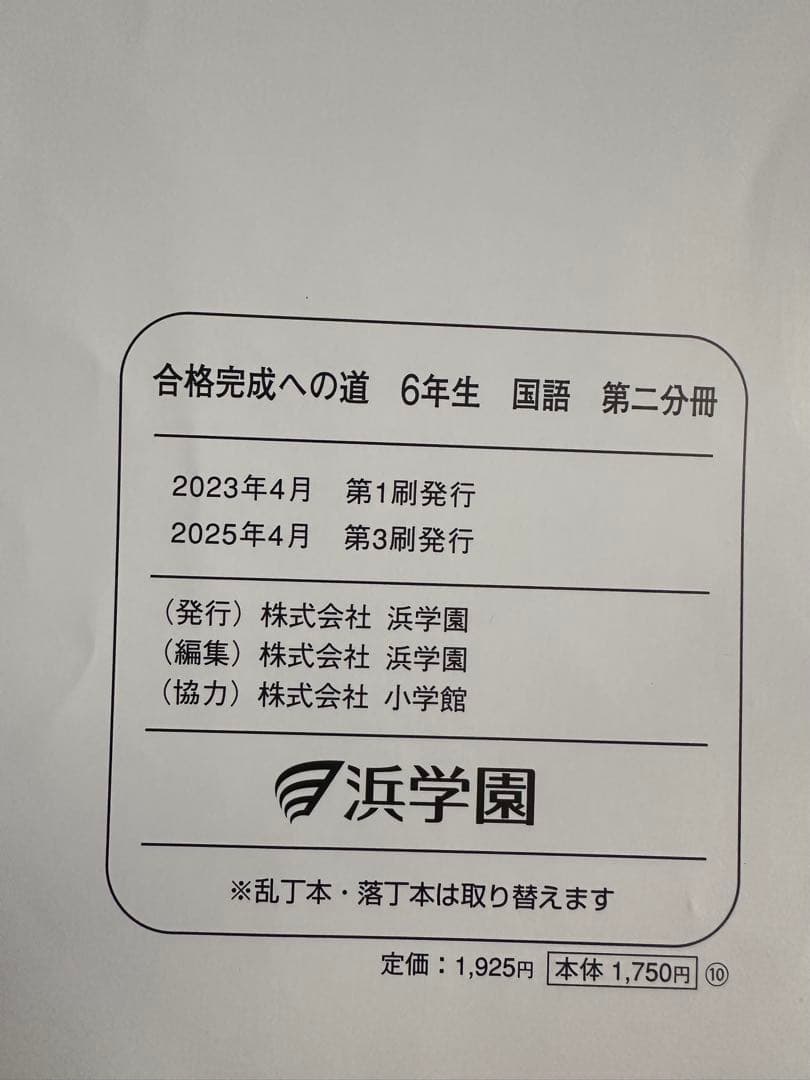 合格完成への道　6年生　国語　第二分冊
2023年4月　第1刷発行
2025年4月　第3刷発行
（発行）株式会社 浜学園
（編集）株式会社 浜学園
（協力）株式会社 小学館
浜学園
※乱丁本・落丁本は取り替えます
定価：1,925円 本体 1,750円 ⑩